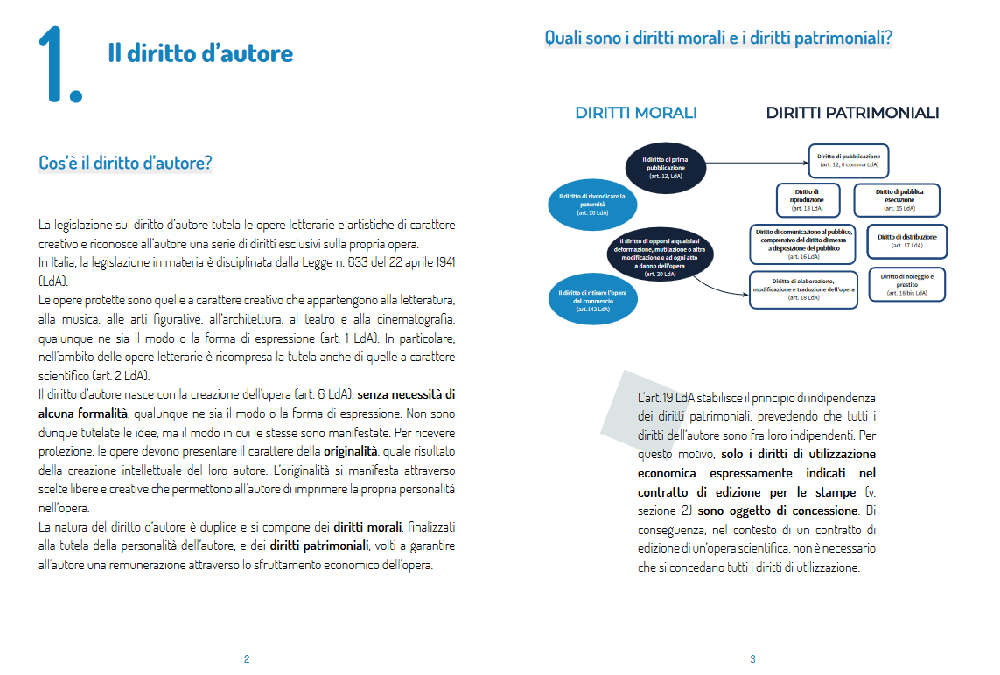 1.
Il diritto d'autore
Cos'è il diritto d'autore?
La legislazione sul diritto d'autore tutela le opere letterarie e artistiche di carattere
creativo e riconosce all'autore una serie di diritti esclusivi sulla propria opera.
In Italia, la legislazione in materia è disciplinata dalla Legge n. 633 del 22 aprile 1941
(LdA).
Le opere protette sono quelle a carattere creativo che appartengono alla letteratura,
alla musica, alle arti figurative, all'architettura, al teatro e alla cinematografia,
qualunque ne sia il modo o la forma di espressione (art. 1 LdA). In particolare,
nell'ambito delle opere letterarie è ricompresa la tutela anche di quelle a carattere
scientifico (art. 2 LdA).
Il diritto d'autore nasce con la creazione dell'opera (art. 6 LdA), senza necessità di
alcuna formalità, qualunque ne sia il modo o la forma di espressione. Non sono
dunque tutelate le idee, ma il modo in cui le stesse sono manifestate. Per ricevere
protezione, le opere devono presentare il carattere della originalità, quale risultato
della creazione intellettuale del loro autore. L'originalità si manifesta attraverso
scelte libere e creative che permettono all'autore di imprimere la propria personalità
nell'opera.
La natura del diritto d'autore è duplice e si compone dei diritti morali, finalizzati
alla tutela della personalità dell'autore, e dei diritti patrimoniali, volti a garantire
all'autore una remunerazione attraverso lo sfruttamento economico dell'opera.
2
Quali sono i diritti morali e i diritti patrimoniali?
DIRITTI MORALI
Il diritto di prima
pubblicazione
(art. 12, LdA)
Il diritto di rivendicare la
paternità
(art. 20 LdA)
Il diritto di opporsi a qualsiasi
deformazione, mutilazione o altra
modificazione e ad ogni atto
a danno dell'opera
(art. 20 LdA)
Il diritto di ritirare l'opera
dal commercio
(art.142 LdA)
DIRITTI PATRIMONIALI
Diritto di pubblicazione
(art. 12, II comma LdA)
Diritto di
riproduzione
(art. 13 LdA)
Diritto di pubblica
esecuzione
(art. 15 LdA)
Diritto di comunicazione al pubblico,
comprensivo del diritto di messa
a disposizione del pubblico
(art. 16 LdA)
Diritto di distribuzione
(art. 17 LdA)
Diritto di elaborazione,
modificazione e traduzione dell'opera
(art. 18 LdA)
Diritto di noleggio e
prestito
(art. 18 bis LdA)
L'art. 19 LdA stabilisce il principio di indipendenza
dei diritti patrimoniali, prevedendo che tutti i
diritti dell'autore sono fra loro indipendenti. Per
questo motivo, solo i diritti di utilizzazione
economica espressamente indicati nel
contratto di edizione per le stampe (v.
sezione 2) sono oggetto di concessione. Di
conseguenza, nel contesto di un contratto di
edizione di un'opera scientifica, non è necessario
che si concedano tutti i diritti di utilizzazione.
3